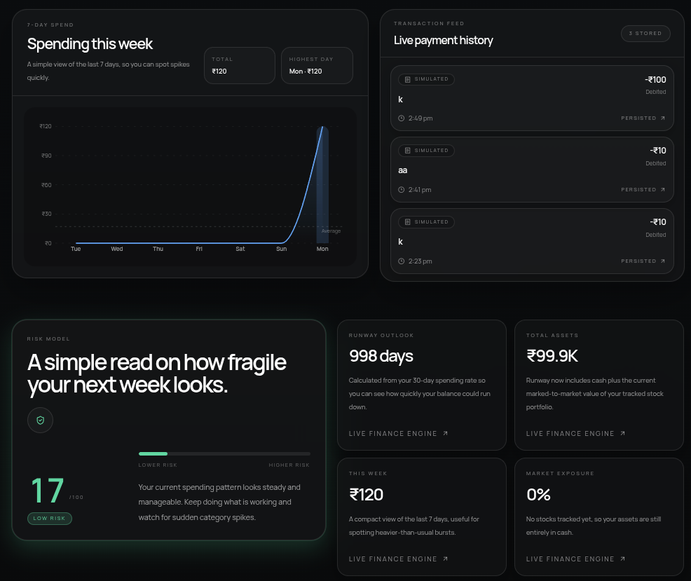 7-DAY SPEND
Spending this week
A simple view of the last 7 days, so you can spot spikes
quickly.
TOTAL
₹120
HIGHEST DAY
Mon · ₹120
₹120
₹90
₹60
₹30
₹0
Average
Tue Wed Thu Fri Sat Sun Mon
TRANSACTION FEED
Live payment history
3 STORED
SIMULATED
-₹100
Debited
k
2:49 pm
PERSISTED
SIMULATED
-₹10
Debited
aa
2:41 pm
PERSISTED
SIMULATED
-₹10
Debited
k
2:23 pm
PERSISTED
RISK MODEL
A simple read on how fragile
your next week looks.
17 /100
LOW RISK
LOWER RISK
HIGHER RISK
Your current spending pattern looks steady and
manageable. Keep doing what is working and
watch for sudden category spikes.
RUNWAY OUTLOOK
998 days
Calculated from your 30-day spending rate so
you can see how quickly your balance could run
down.
LIVE FINANCE ENGINE
TOTAL ASSETS
₹99.9K
Runway now includes cash plus the current
marked-to-market value of your tracked stock
portfolio.
LIVE FINANCE ENGINE
THIS WEEK
₹120
A compact view of the last 7 days, useful for
spotting heavier-than-usual bursts.
LIVE FINANCE ENGINE
MARKET EXPOSURE
0%
No stocks tracked yet, so your assets are still
entirely in cash.
LIVE FINANCE ENGINE